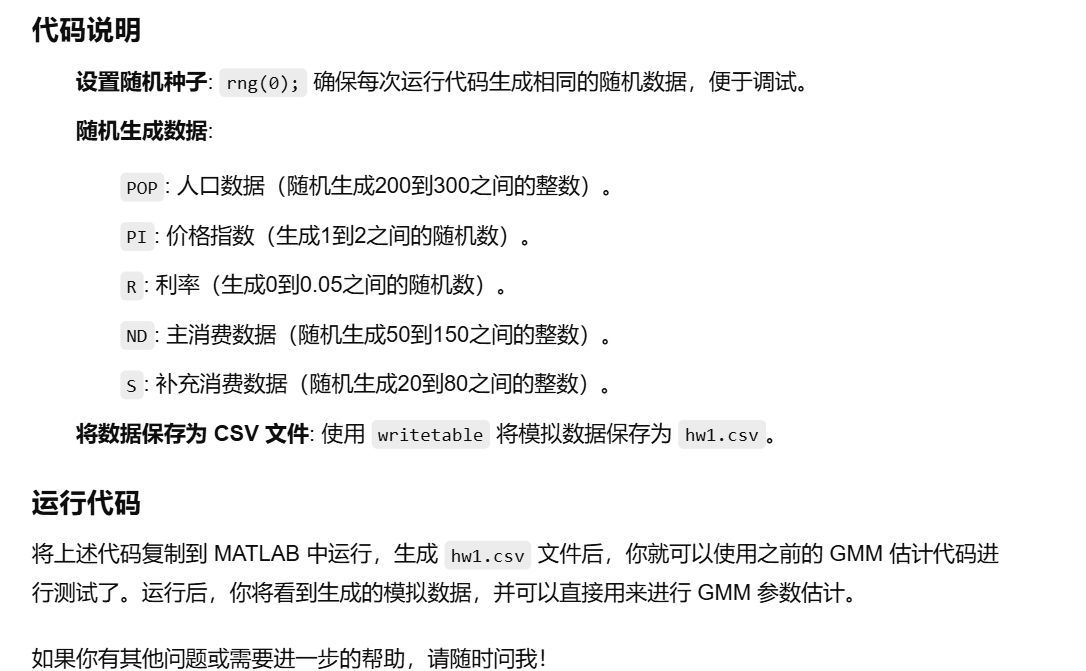 代码说明
设置随机种子: rng(0); 确保每次运行代码生成相同的随机数据，便于调试。
随机生成数据:
POP: 人口数据（随机生成200到300之间的整数）。
PI: 价格指数（生成1到2之间的随机数）。
R: 利率（生成0到0.05之间的随机数）。
ND: 主消费数据（随机生成50到150之间的整数）。
S: 补充消费数据（随机生成20到80之间的整数）。
将数据保存为 CSV 文件: 使用 writetable 将模拟数据保存为 hw1.csv。
运行代码
将上述代码复制到 MATLAB 中运行，生成 hw1.csv 文件后，你就可以使用之前的 GMM 估计代码进
行测试了。运行后，你将看到生成的模拟数据，并可以直接用来进行 GMM 参数估计。
如果你有其他问题或需要进一步的帮助，请随时问我！